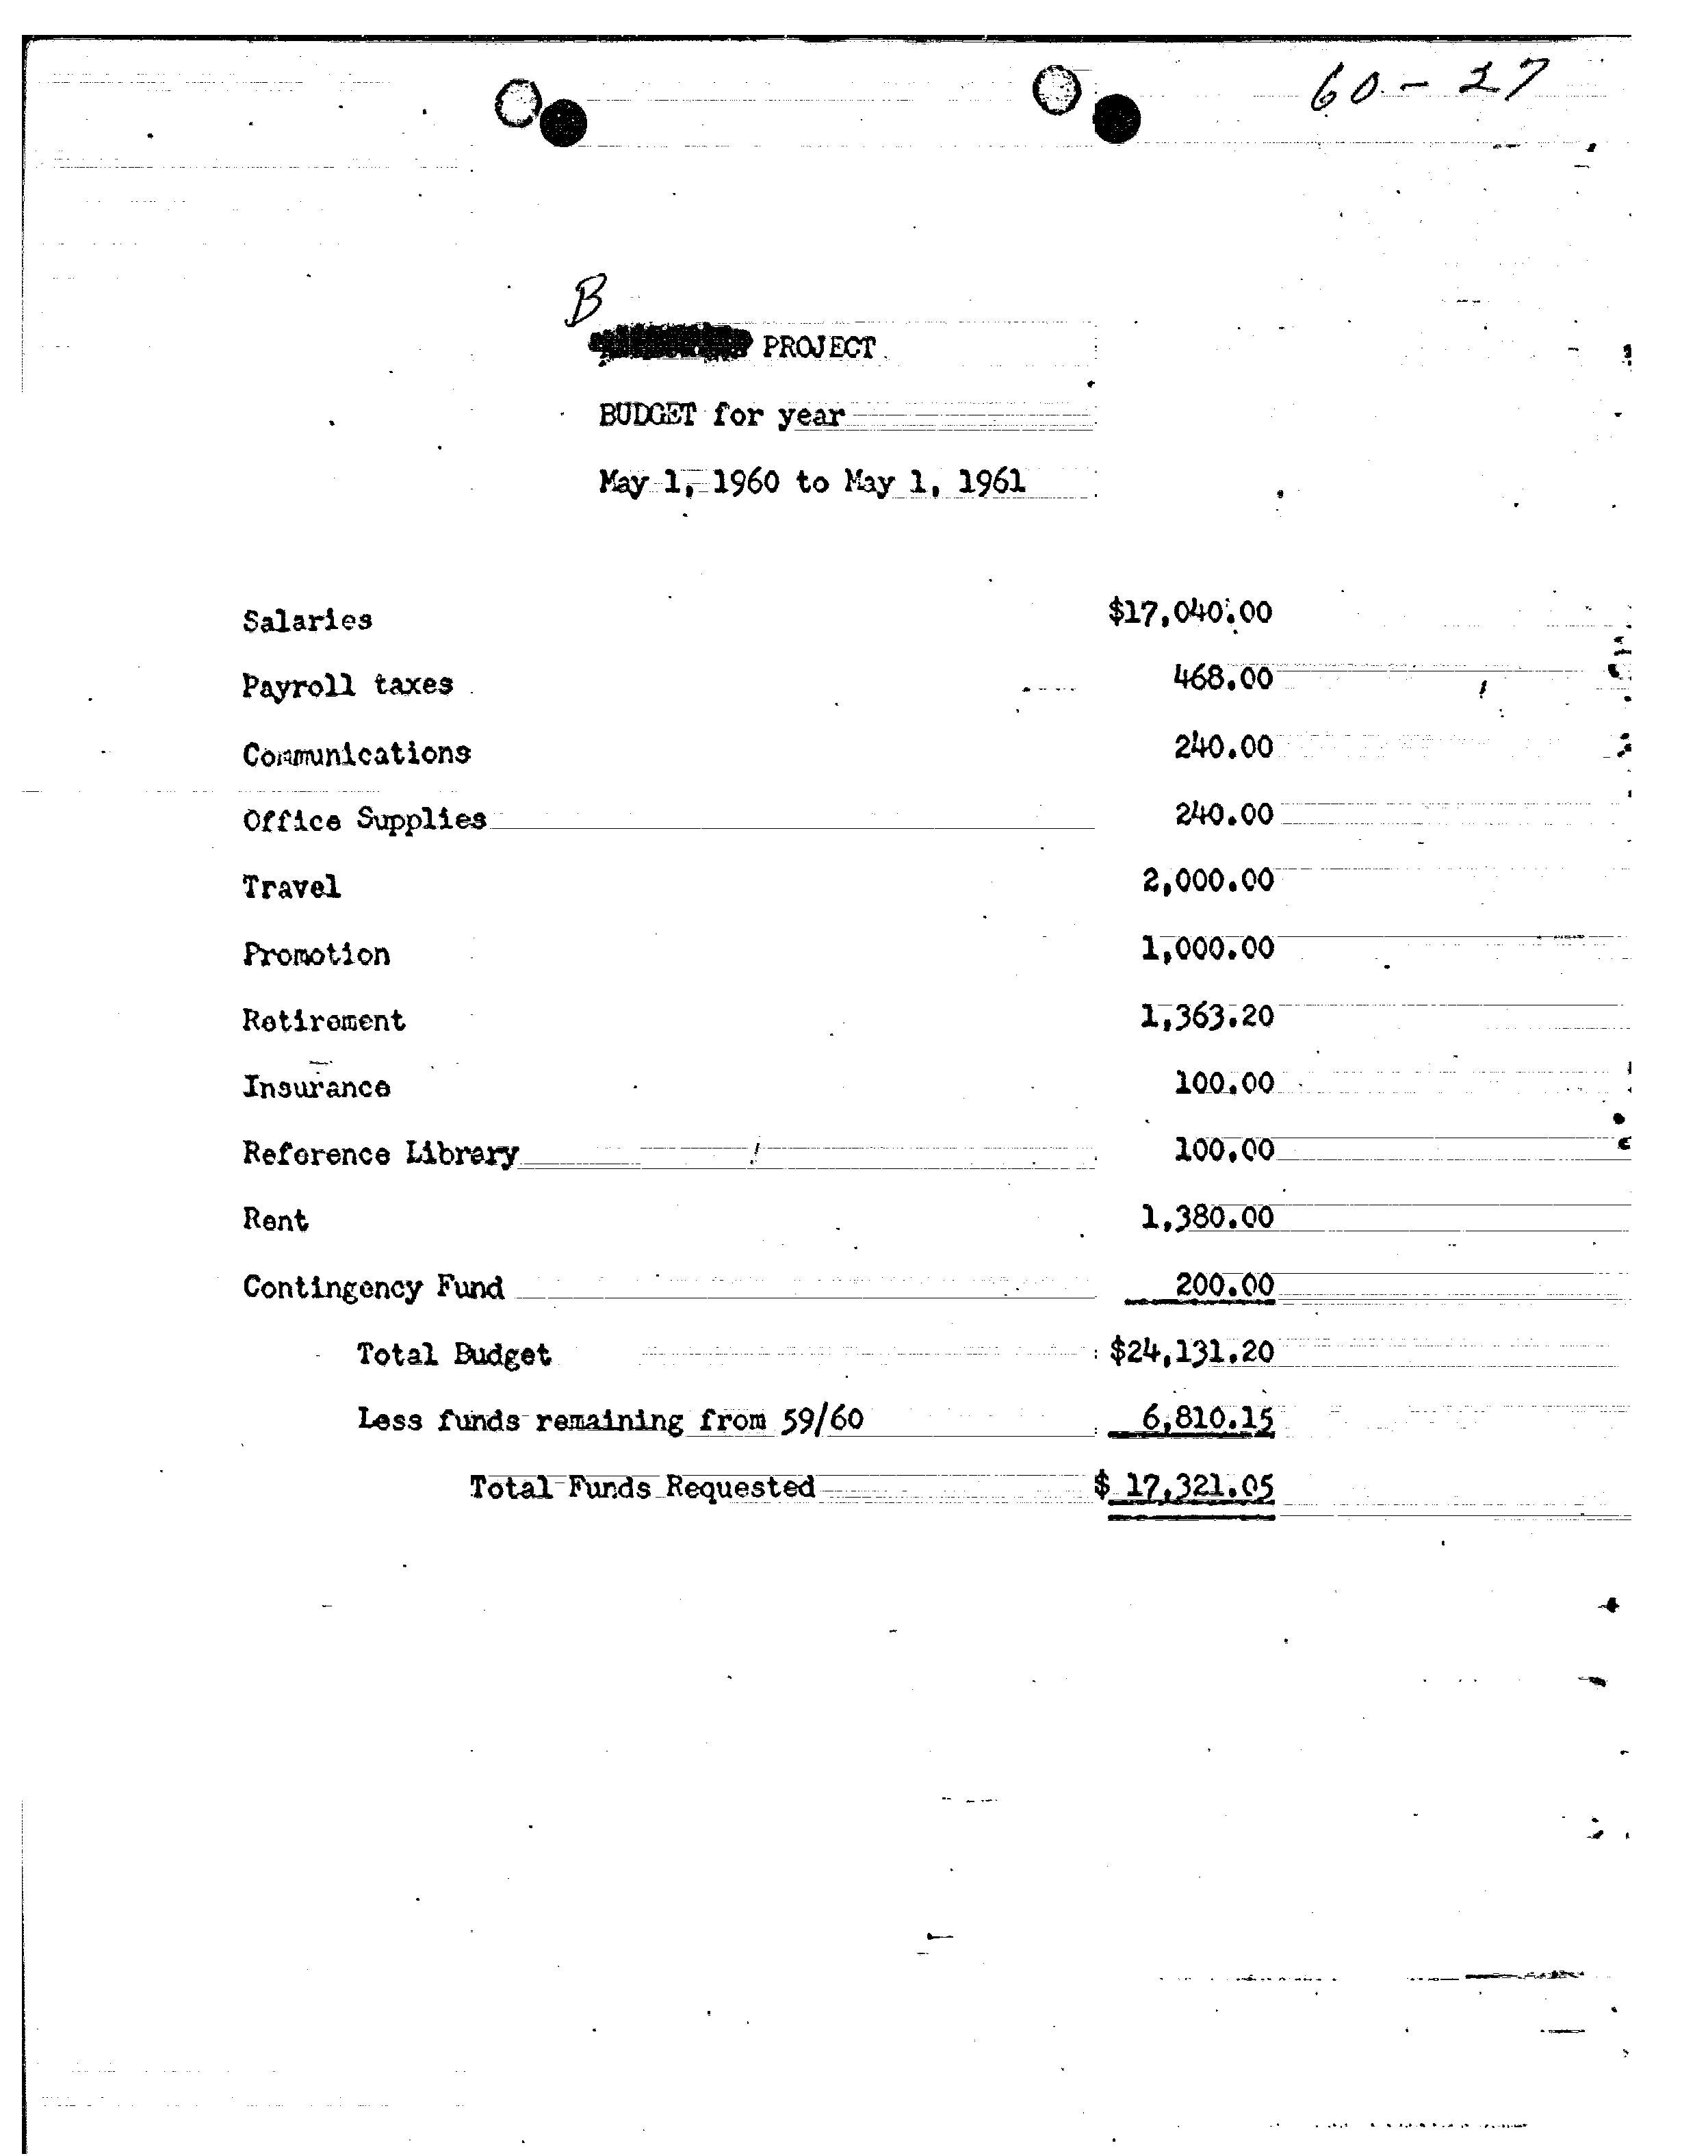 60-27
B
PROJECT
BUDGET for year
May 1, 1960 to May 1, 1961
Salaries $17,040.00
Payroll taxes 468.00
Communications 240.00
Office Supplies 240.00
Travel 2,000.00
Promotion 1,000.00
Retirement 1,363.20
Insurance 100.00
Reference Library 100.00
Rent 1,380.00
Contingency Fund 200.00
Total Budget $24,131.20
Less funds remaining from 59/60 6,810.15
Total Funds Requested $ 17,321.05